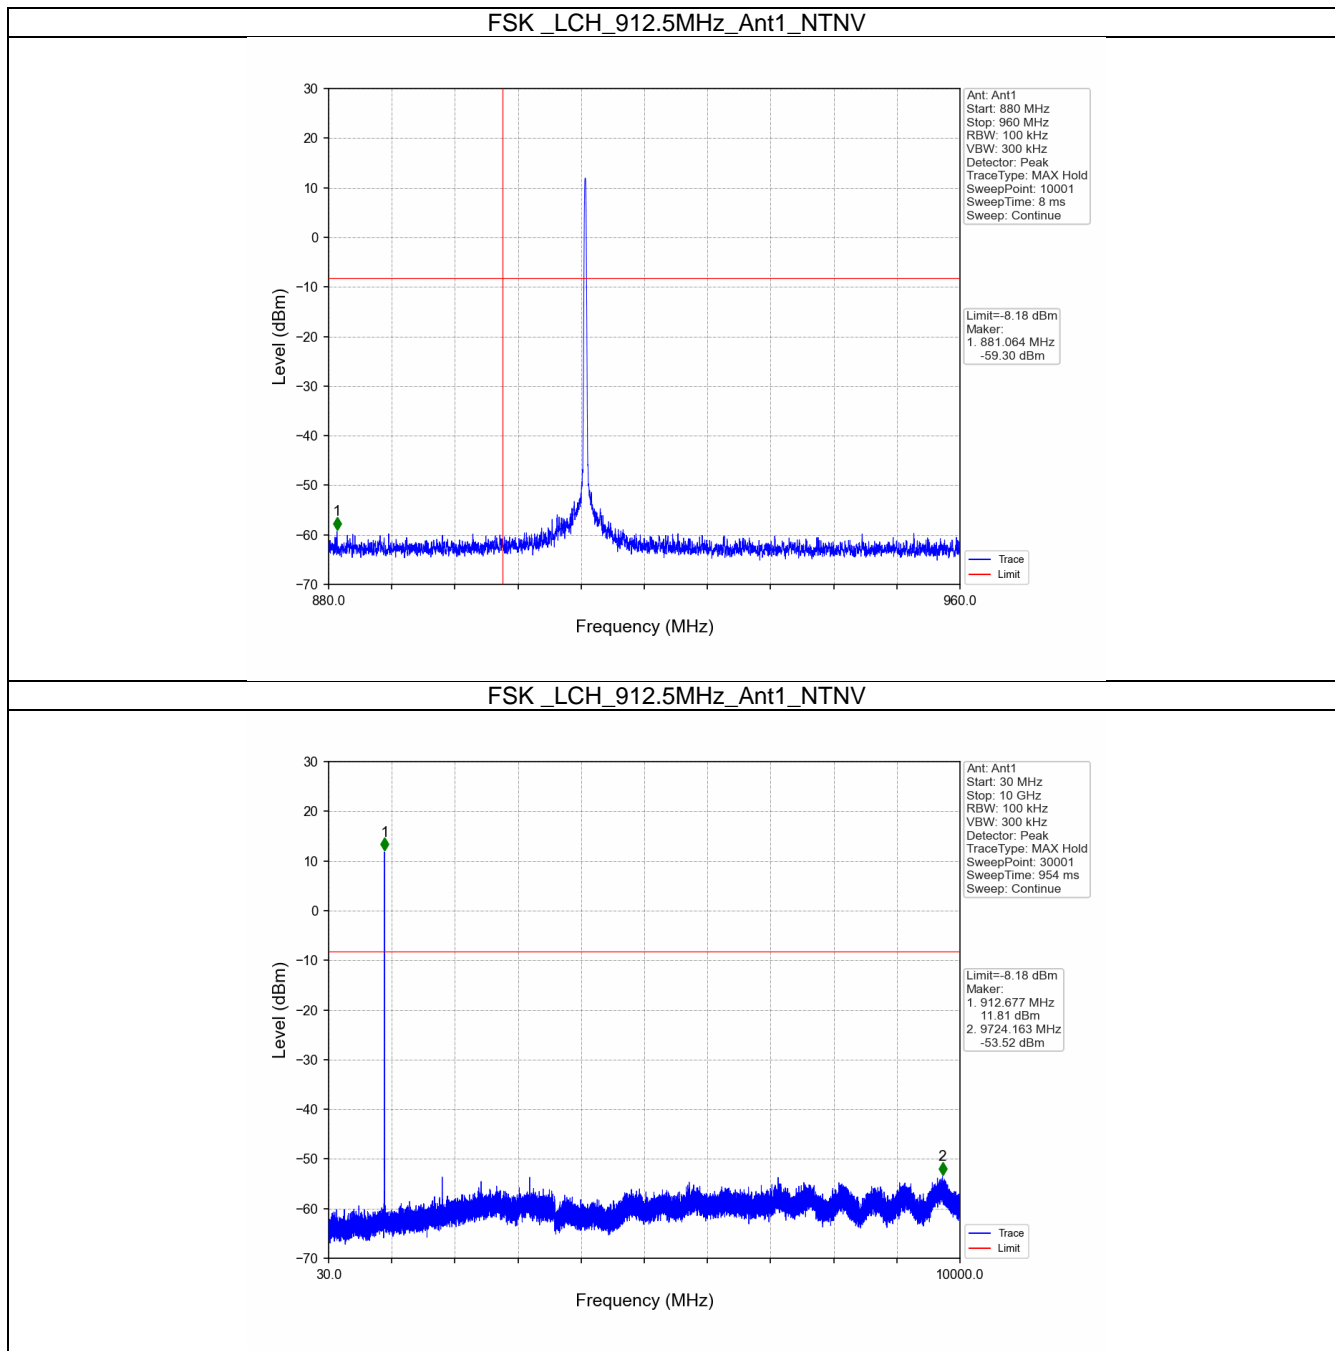 FSK _LCH_912.5MHz_Ant1_NTNV
30
20
10
0
−10
−20
−30
−40
−50
−60
−70
Level (dBm)
1
880.0
960.0
Frequency (MHz)
Ant: Ant1
Start: 880 MHz
Stop: 960 MHz
RBW: 100 kHz
VBW: 300 kHz
Detector: Peak
TraceType: MAX Hold
SweepPoint: 10001
SweepTime: 8 ms
Sweep: Continue
Limit=-8.18 dBm
Maker:
1. 881.064 MHz
-59.30 dBm
Trace
Limit
FSK _LCH_912.5MHz_Ant1_NTNV
30
20
10
0
−10
−20
−30
−40
−50
−60
−70
Level (dBm)
1
2
30.0
10000.0
Frequency (MHz)
Ant: Ant1
Start: 30 MHz
Stop: 10 GHz
RBW: 100 kHz
VBW: 300 kHz
Detector: Peak
TraceType: MAX Hold
SweepPoint: 30001
SweepTime: 954 ms
Sweep: Continue
Limit=-8.18 dBm
Maker:
1. 912.677 MHz
11.81 dBm
2. 9724.163 MHz
-53.52 dBm
Trace
Limit